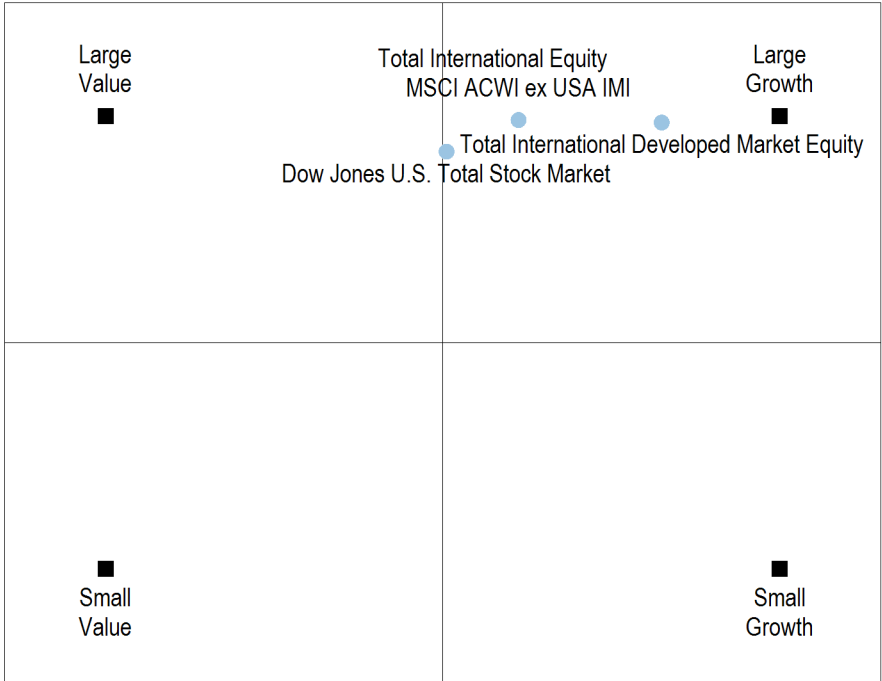 Large
Value
Total International Equity
MSCI ACWI ex USA IMI
Large
Growth
Total International Developed Market Equity
Dow Jones U.S. Total Stock Market
Small
Value
Small
Growth